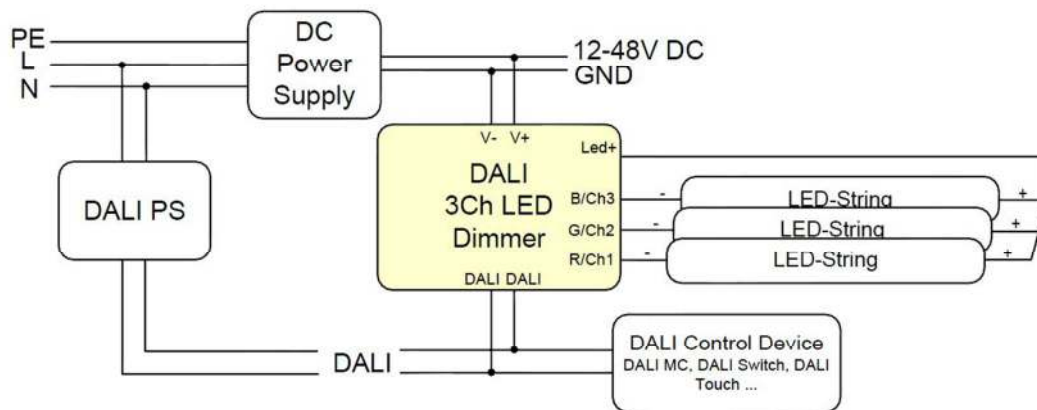 PE
L
N
DC
Power
Supply
12-48V DC
GND
V- V+
Led+
DALI
3Ch LED
Dimmer
B/Ch3
G/Ch2
R/Ch1
DALI DALI
- LED-String +
- LED-String +
- LED-String +
DALI PS
DALI
DALI Control Device
DALI MC, DALI Switch, DALI
Touch ...